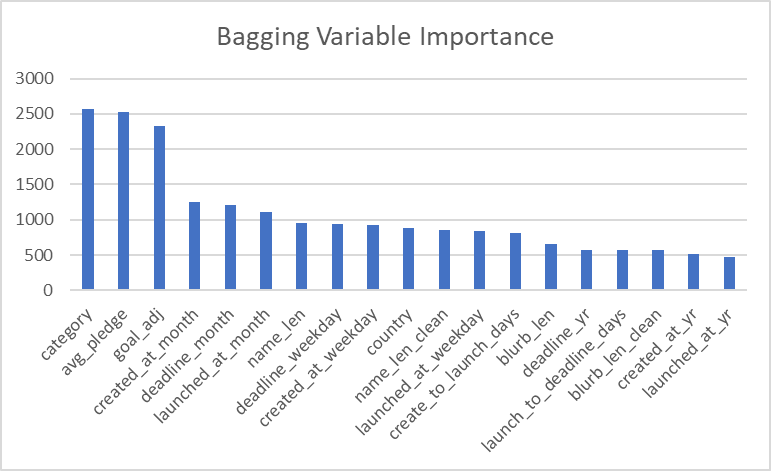 Bagging Variable Importance
3000
2500
2000
1500
1000
500
0
category
avg_pledge
goal_adj
created_at_month
deadline_month
launched_at_month
name_len
deadline_weekday
created_at_weekday
country
name_len_clean
launched_at_weekday
create_to_launch_days
blurb_len
deadline_yr
launch_to_deadline_days
blurb_len_clean
created_at_yr
launched_at_yr